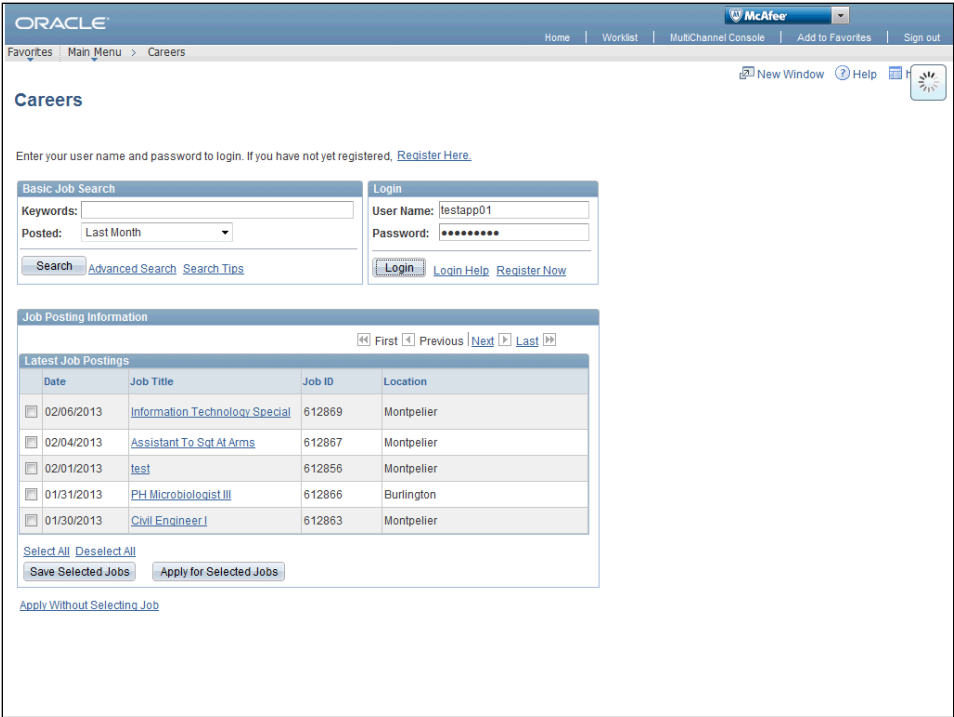 McAfee
ORACLE
Home | Worklist | MultiChannel Console | Add to Favorites | Sign out
Favorites | Main Menu > Careers
New Window Help
Careers
Enter your user name and password to login. If you have not yet registered, Register Here.
Basic Job Search
Keywords:
Posted: Last Month
Search Advanced Search Search Tips
Login
User Name: testapp01
Password: •••••••••
Login Login Help Register Now
Job Posting Information
First Previous | Next Last
Latest Job Postings
Date Job Title Job ID Location
02/06/2013 Information Technology Special 612869 Montpelier
02/04/2013 Assistant To Sgt At Arms 612867 Montpelier
02/01/2013 test 612856 Montpelier
01/31/2013 PH Microbiologist III 612866 Burlington
01/30/2013 Civil Engineer I 612863 Montpelier
Select All Deselect All
Save Selected Jobs Apply for Selected Jobs
Apply Without Selecting Job